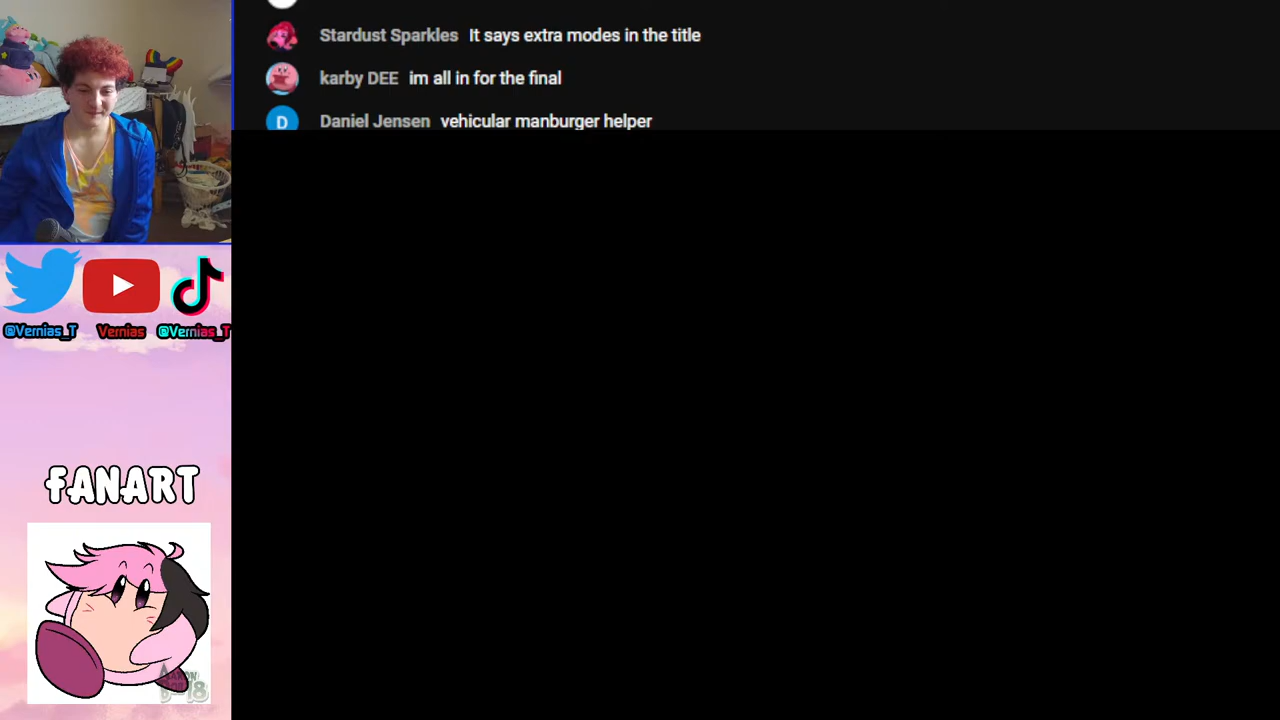 Stardust Sparkles It says extra modes in the title
karby DEE im all in for the final
D Daniel Jensen vehicular manburger helper
@Vernias_T Vernias @Vernias_T
FANART